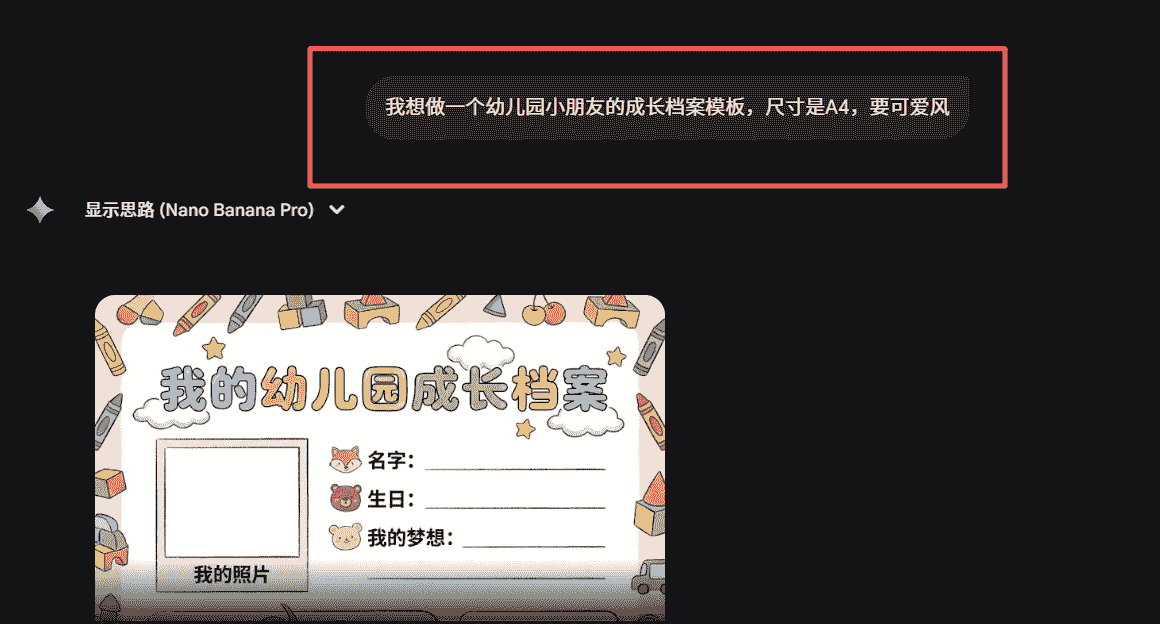 我想做一个幼儿园小朋友的成长档案模板，尺寸是A4，要可爱风
显示思路 (Nano Banana Pro)
我的幼儿园成长档案
名字：
生日：
我的梦想：
我的照片